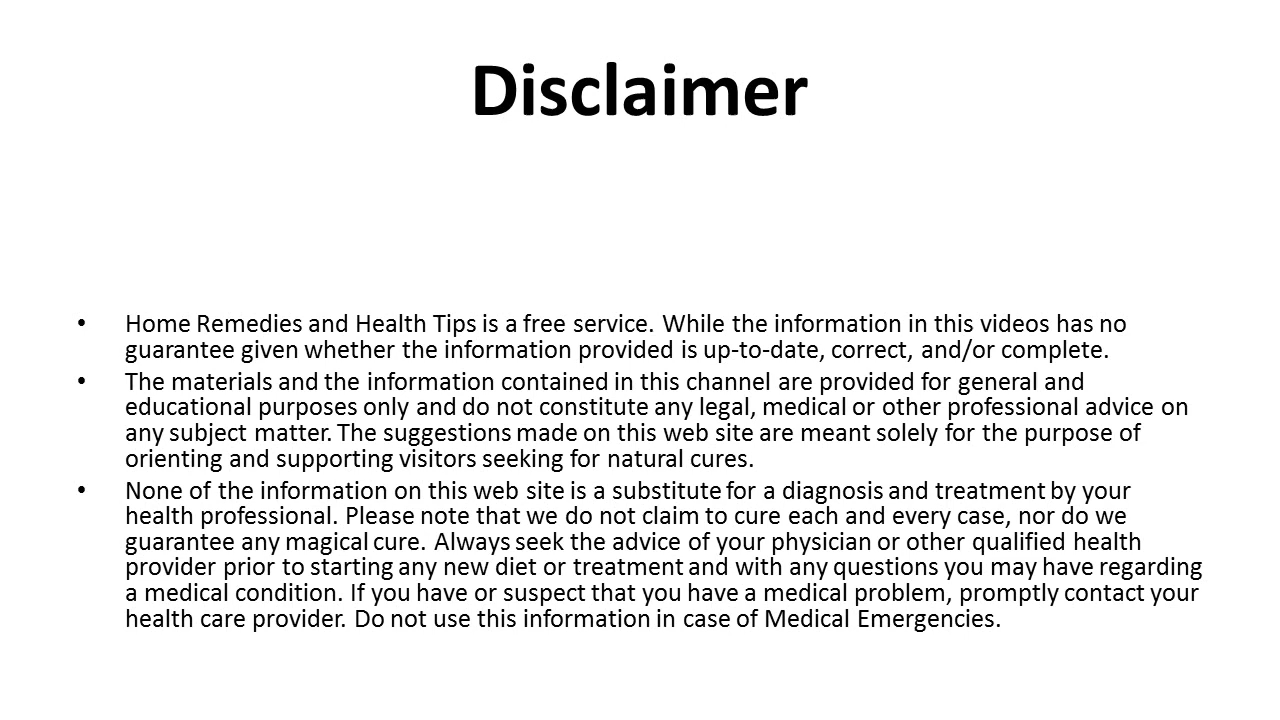 Disclaimer
• Home Remedies and Health Tips is a free service. While the information in this videos has no
guarantee given whether the information provided is up-to-date, correct, and/or complete.
• The materials and the information contained in this channel are provided for general and
educational purposes only and do not constitute any legal, medical or other professional advice on
any subject matter. The suggestions made on this web site are meant solely for the purpose of
orienting and supporting visitors seeking for natural cures.
• None of the information on this web site is a substitute for a diagnosis and treatment by your
health professional. Please note that we do not claim to cure each and every case, nor do we
guarantee any magical cure. Always seek the advice of your physician or other qualified health
provider prior to starting any new diet or treatment and with any questions you may have regarding
a medical condition. If you have or suspect that you have a medical problem, promptly contact your
health care provider. Do not use this information in case of Medical Emergencies.